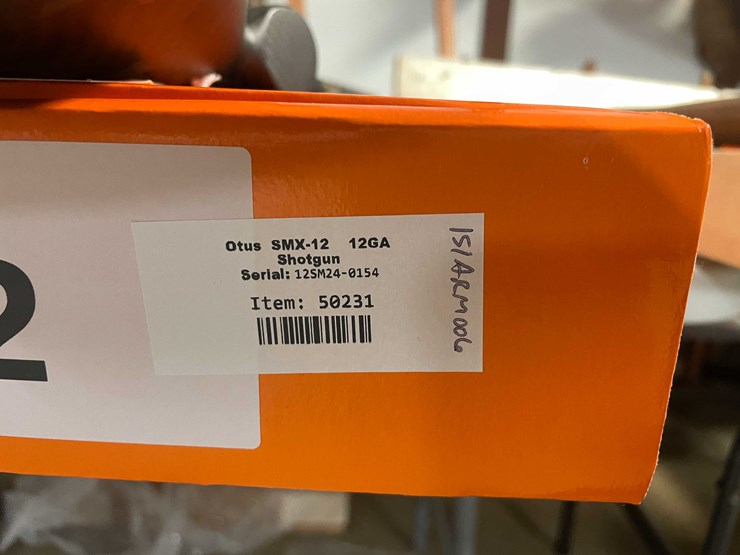 2
Otus SMX-12 12GA
Shotgun
Serial: 12SM24-0154
Item: 50231
151ARM006